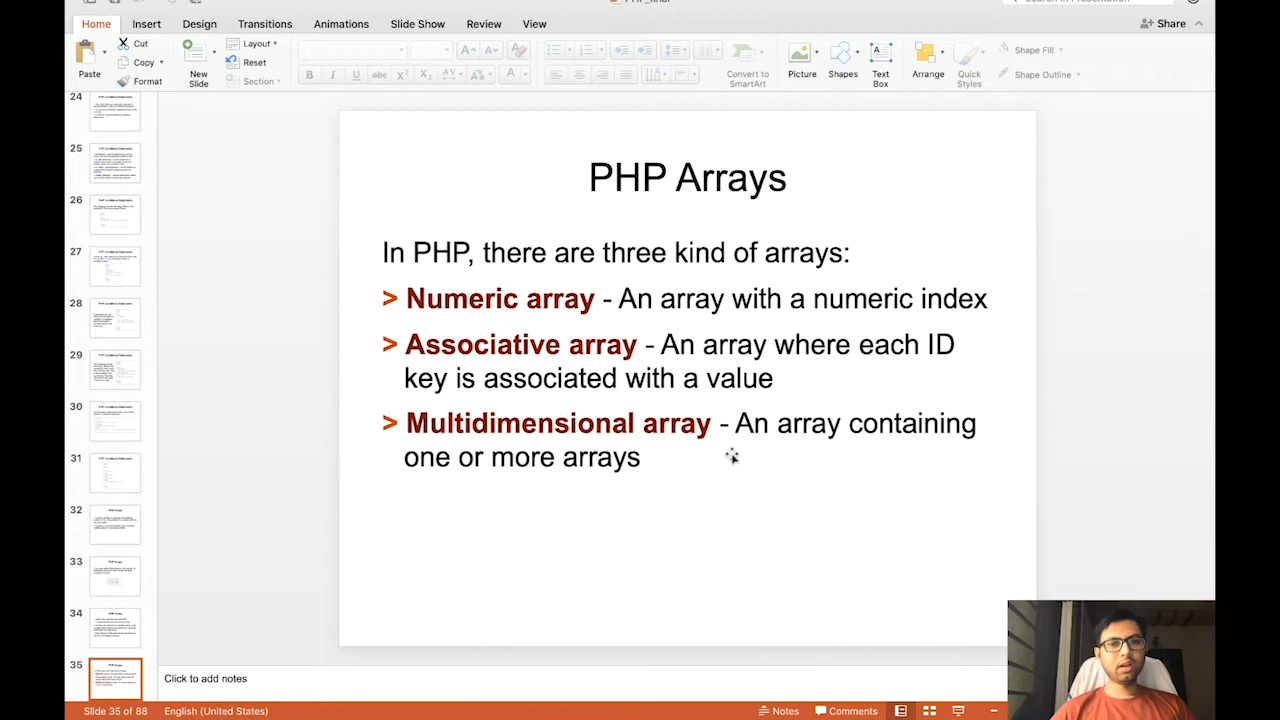 Home Insert Design Transitions Animations Slide Show Review View
Share
Paste
Cut
Copy
Format
New
Slide
Layout
Reset
Section
B I U abc X² X₂ AV
Convert to
SmartArt
Picture
Shapes
Text
Box
Arrange
Quick
Styles
Shape Fill
Shape Outline
24
25
26
27
28
29
30
31
32
33
34
35
PHP Arrays
In PHP, there are three kind of arrays:
> Numeric array - An array with a numeric index
> Associative array - An array where each ID
key is associated with a value
> Multidimensional array - An array containing
one or more arrays
Click to add notes
Slide 35 of 88 English (United States) Notes Comments